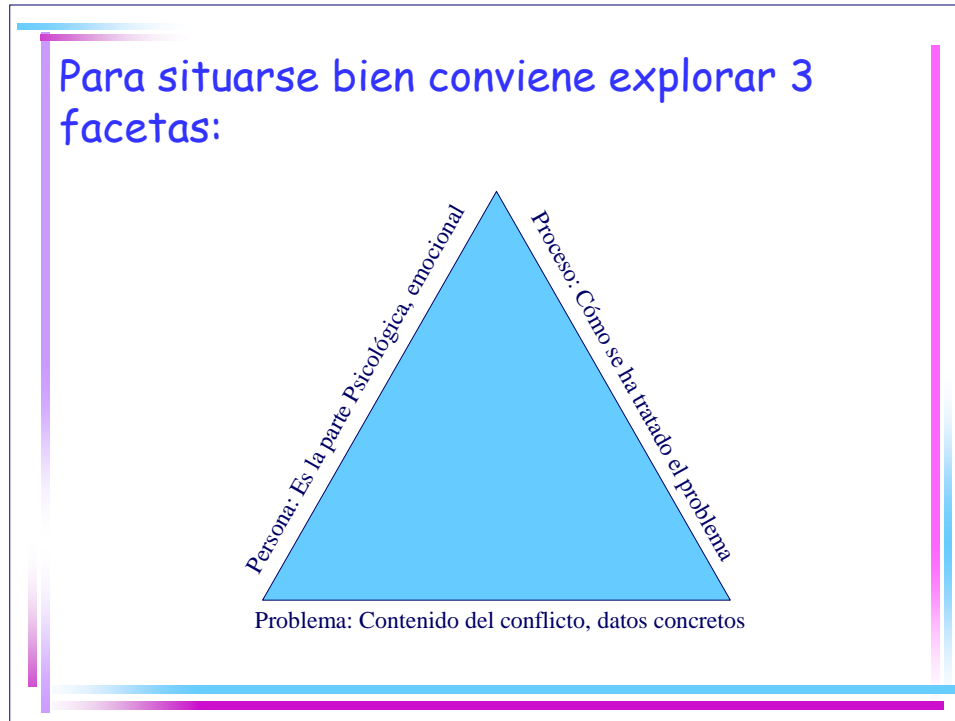 Para situarse bien conviene explorar 3
facetas:
Persona: Es la parte Psicológica, emocional
Proceso: Cómo se ha tratado el problema
Problema: Contenido del conflicto, datos concretos